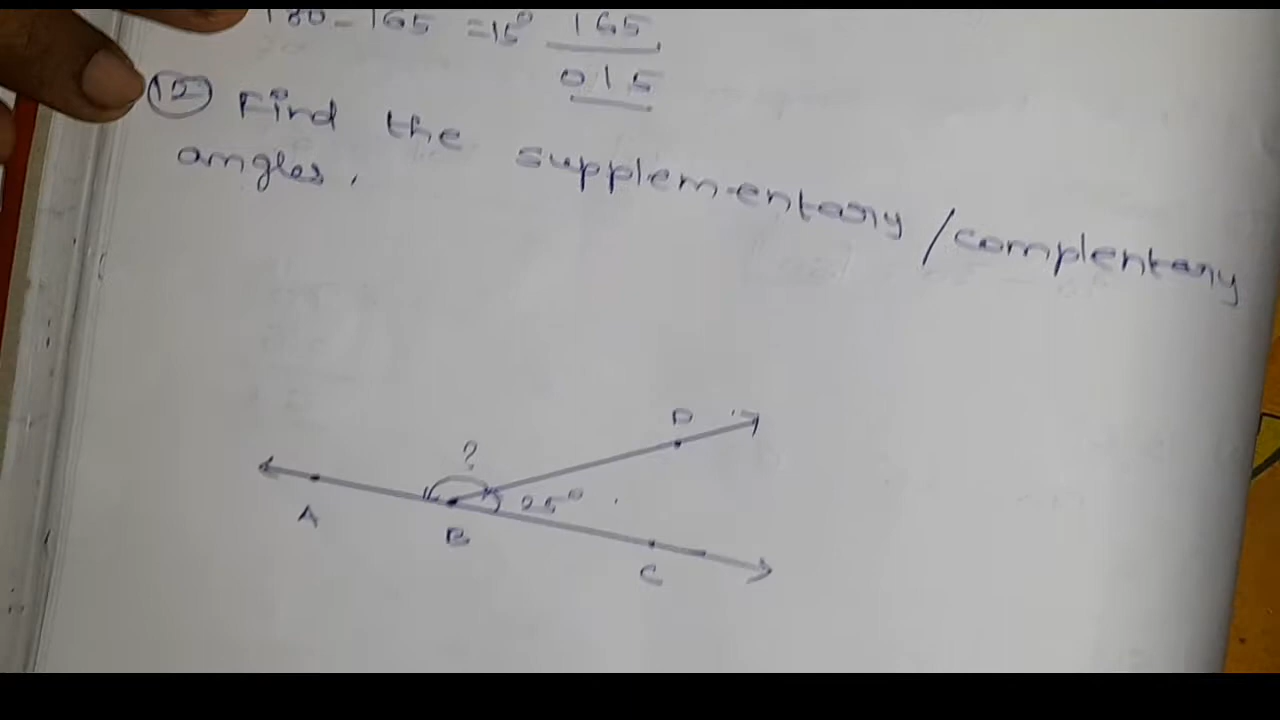 180 - 165 = 15° 165
015
12 Find the supplementary / complentary
angles.
D
?
25°
A
B
C